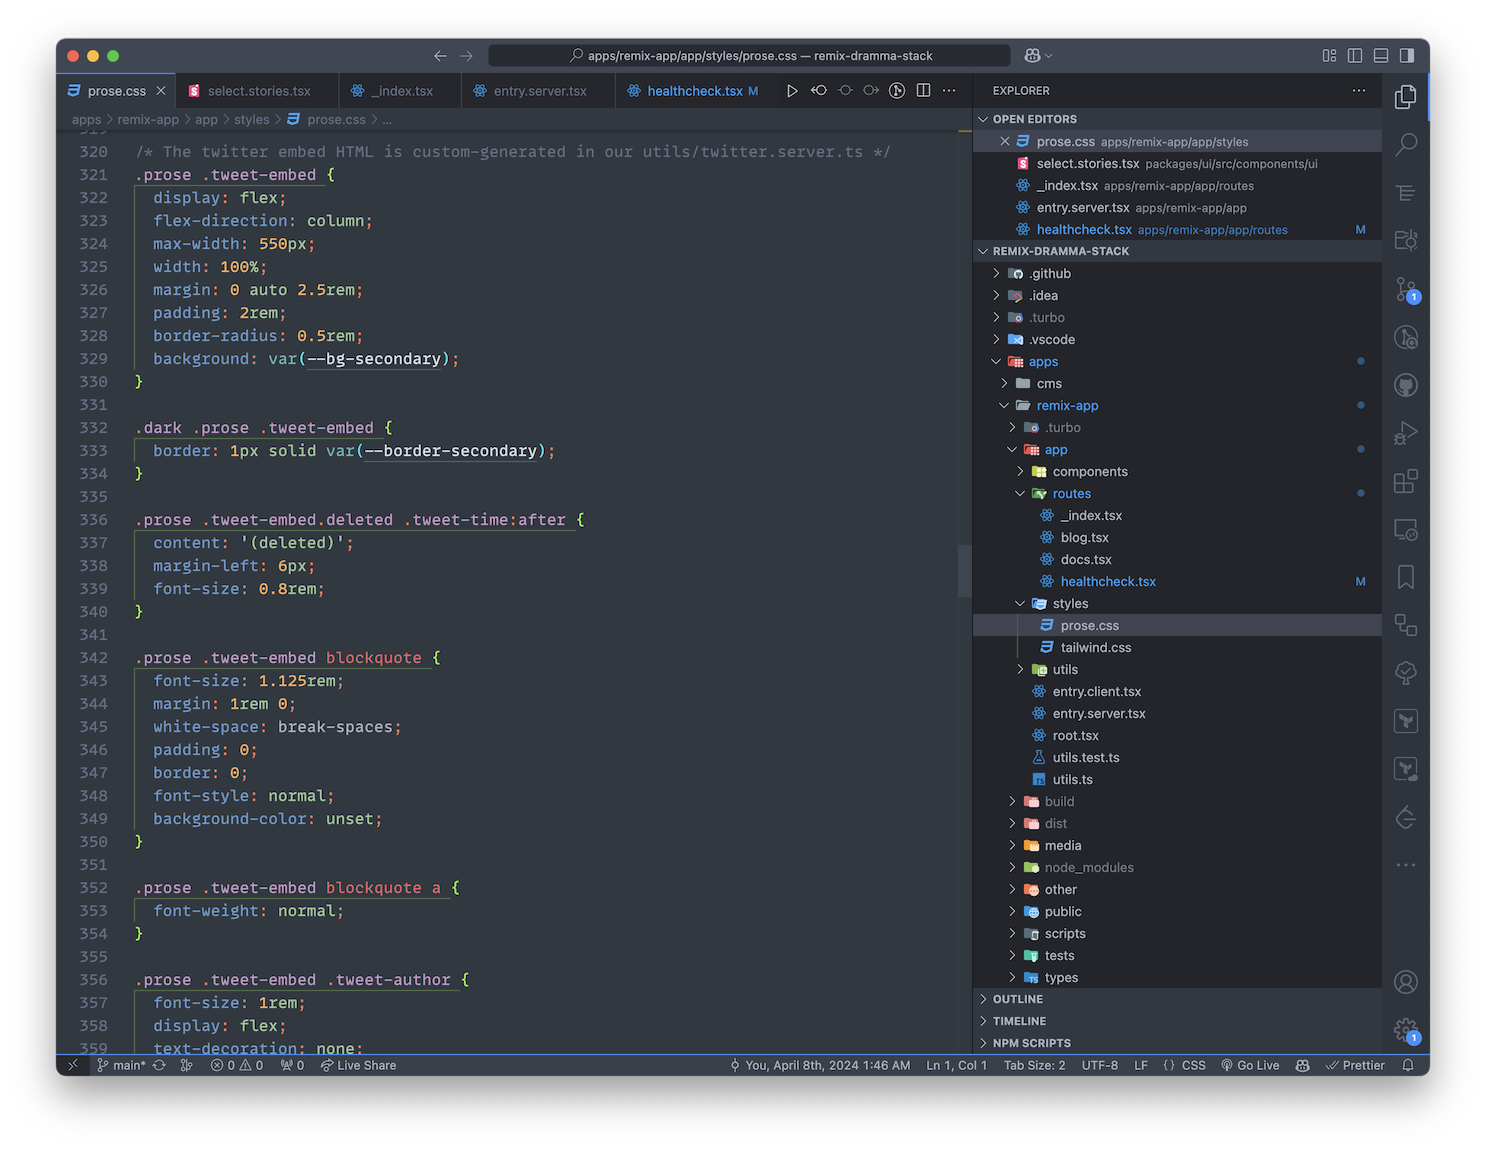 apps/remix-app/app/styles/prose.css — remix-dramma-stack
prose.css
select.stories.tsx
_index.tsx
entry.server.tsx
healthcheck.tsx M
apps > remix-app > app > styles > prose.css > ...
320 /* The twitter embed HTML is custom-generated in our utils/twitter.server.ts */
321 .prose .tweet-embed {
322 display: flex;
323 flex-direction: column;
324 max-width: 550px;
325 width: 100%;
326 margin: 0 auto 2.5rem;
327 padding: 2rem;
328 border-radius: 0.5rem;
329 background: var(--bg-secondary);
330 }
331
332 .dark .prose .tweet-embed {
333 border: 1px solid var(--border-secondary);
334 }
335
336 .prose .tweet-embed.deleted .tweet-time:after {
337 content: '(deleted)';
338 margin-left: 6px;
339 font-size: 0.8rem;
340 }
341
342 .prose .tweet-embed blockquote {
343 font-size: 1.125rem;
344 margin: 1rem 0;
345 white-space: break-spaces;
346 padding: 0;
347 border: 0;
348 font-style: normal;
349 background-color: unset;
350 }
351
352 .prose .tweet-embed blockquote a {
353 font-weight: normal;
354 }
355
356 .prose .tweet-embed .tweet-author {
357 font-size: 1rem;
358 display: flex;
359 text-decoration: none;
EXPLORER
OPEN EDITORS
prose.css apps/remix-app/app/styles
select.stories.tsx packages/ui/src/components/ui
_index.tsx apps/remix-app/app/routes
entry.server.tsx apps/remix-app/app
healthcheck.tsx apps/remix-app/app/routes M
REMIX-DRAMMA-STACK
.github
.idea
.turbo
.vscode
apps
cms
remix-app
.turbo
app
components
routes
_index.tsx
blog.tsx
docs.tsx
healthcheck.tsx M
styles
prose.css
tailwind.css
utils
entry.client.tsx
entry.server.tsx
root.tsx
utils.test.ts
utils.ts
build
dist
media
node_modules
other
public
scripts
tests
types
OUTLINE
TIMELINE
NPM SCRIPTS
1
1
main* 0 0 0 Live Share You, April 8th, 2024 1:46 AM Ln 1, Col 1 Tab Size: 2 UTF-8 LF {} CSS Go Live Prettier